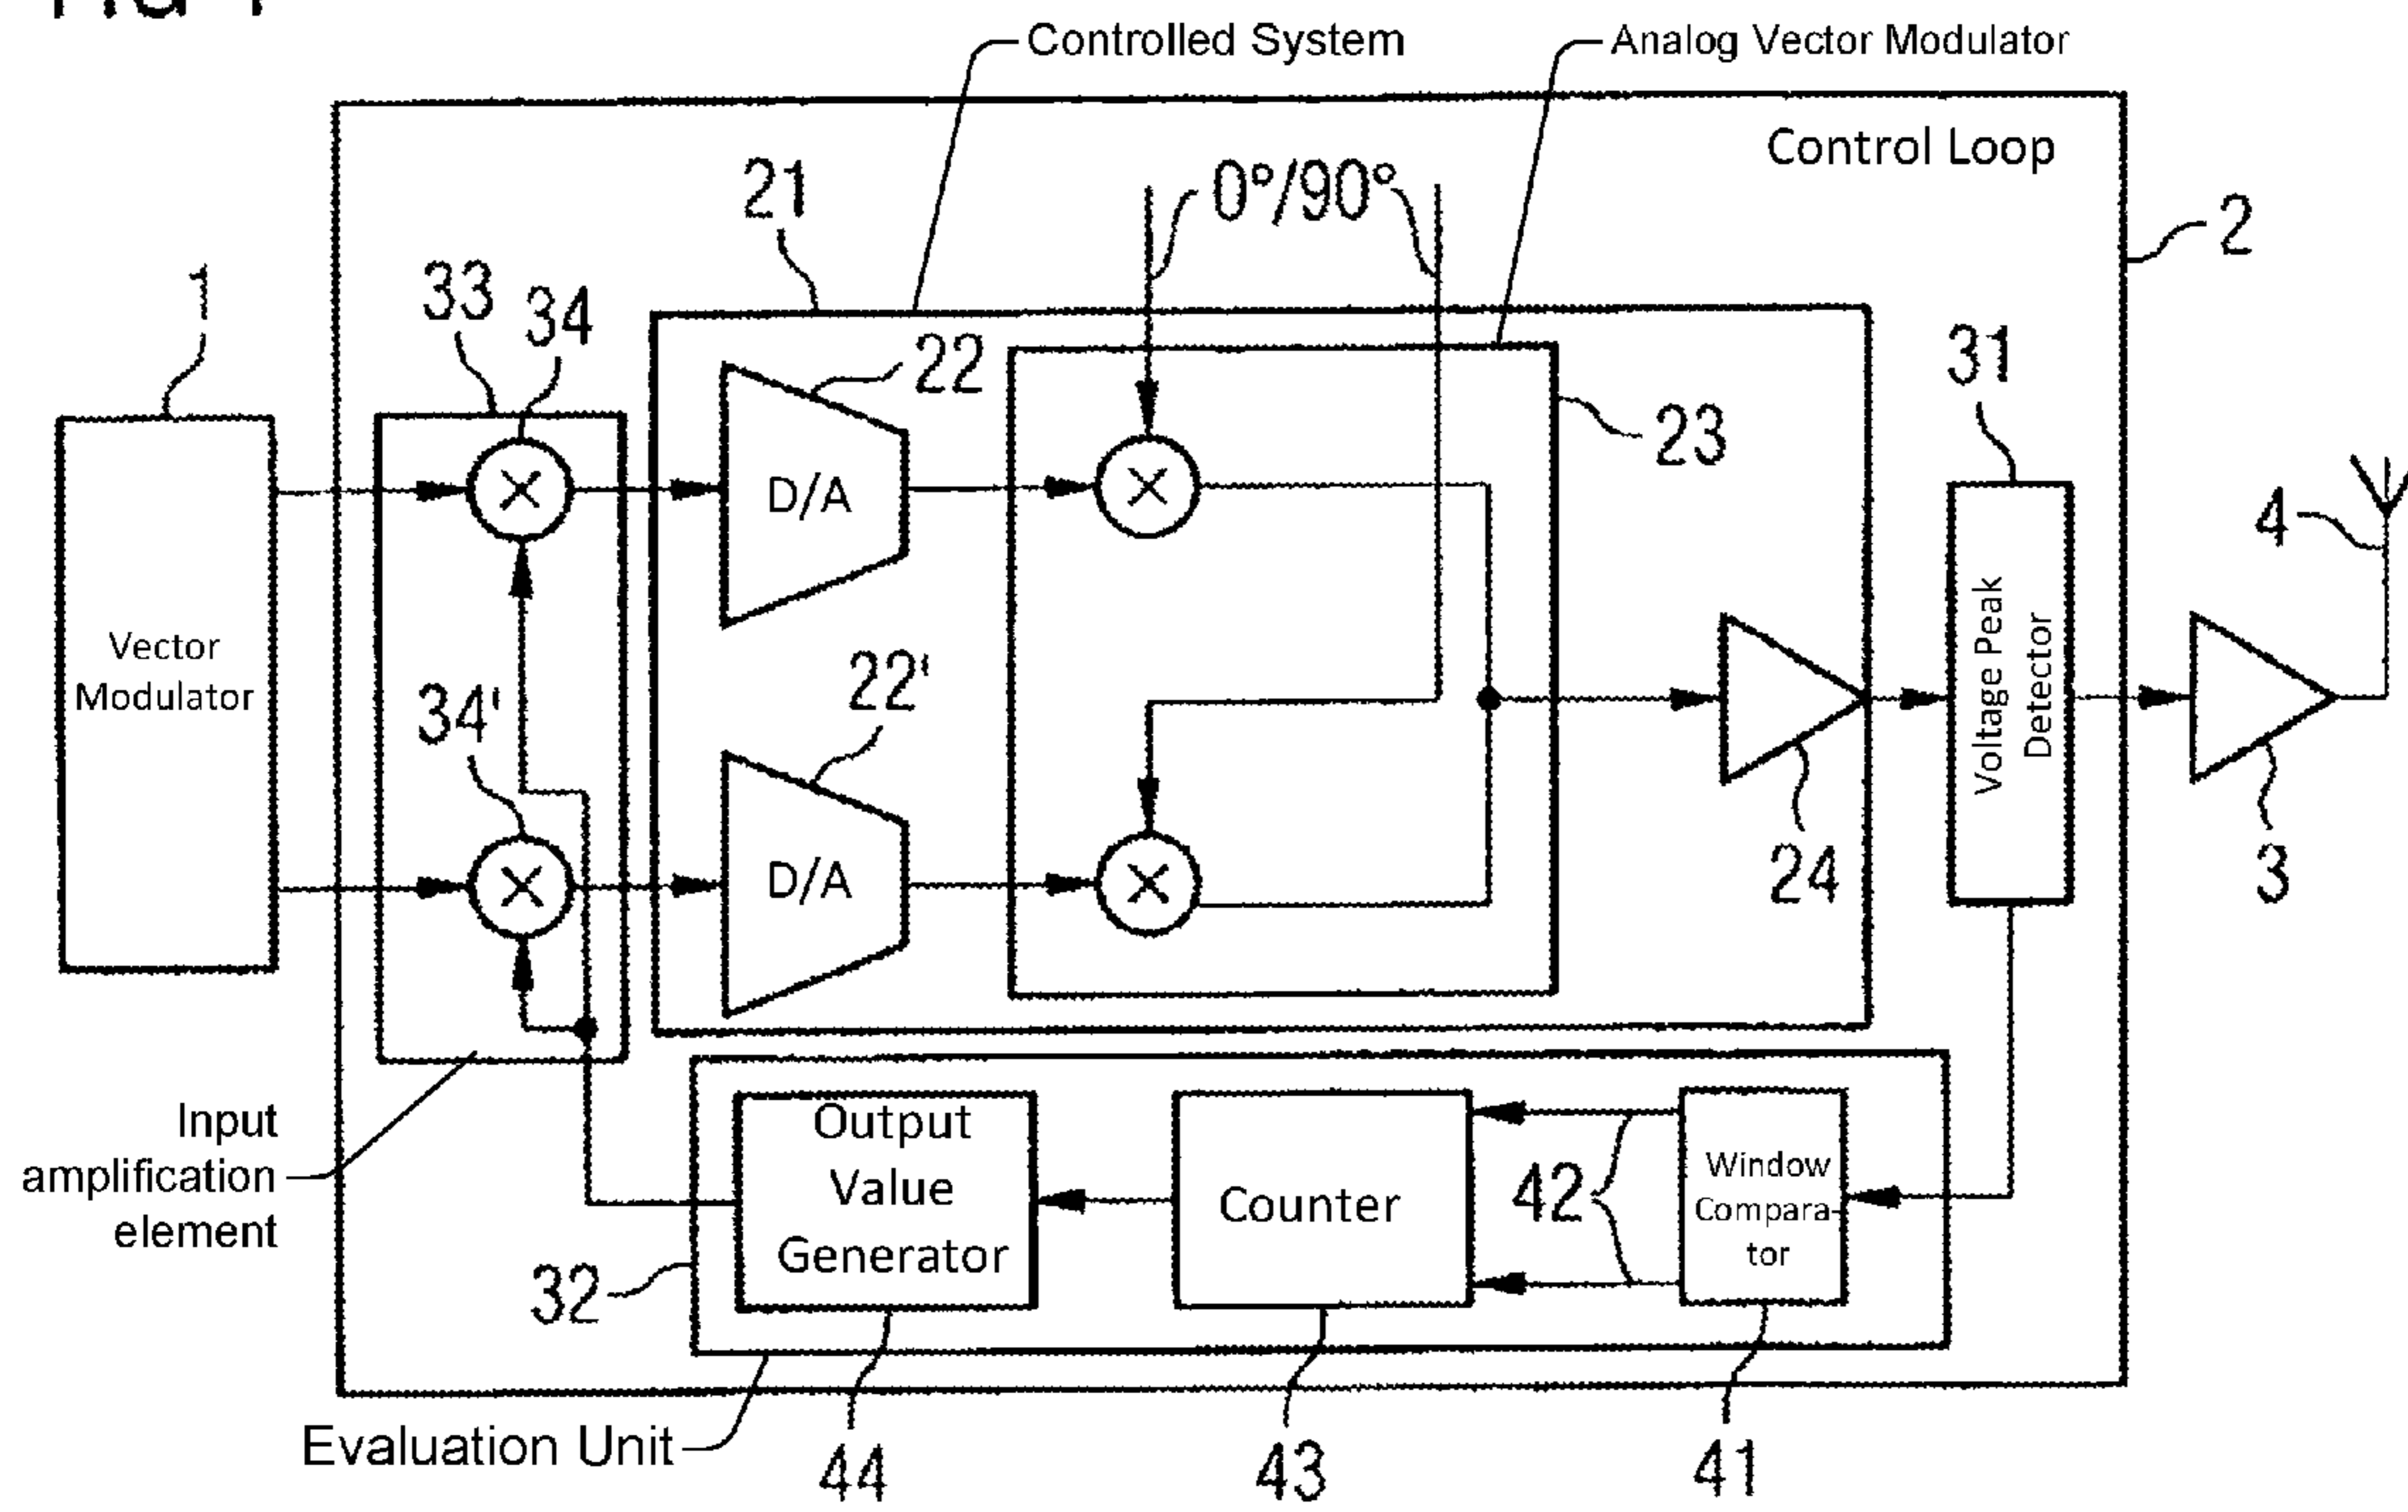 Controlled System
Analog Vector Modulator
Control Loop
21
0°/90°
2
1
33
34
22
23
31
4
D/A
Vector
Modulator
34'
22'
Voltage Peak
Detector
D/A
24
3
Input
amplification
element
Output
Value
Generator
Counter
42
Window
Compara-
tor
32
Evaluation Unit
44
43
41